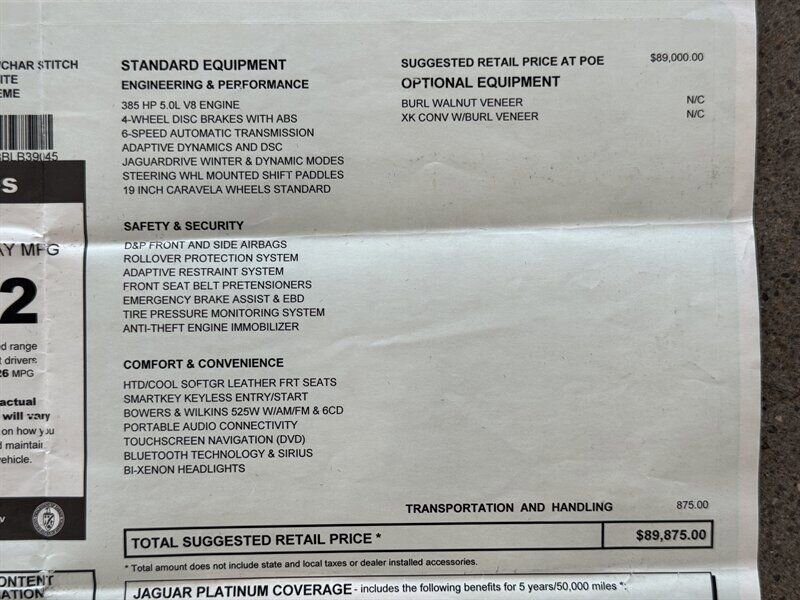 CHAR STITCH
STANDARD EQUIPMENT
ENGINEERING & PERFORMANCE
385 HP 5.0L V8 ENGINE
4-WHEEL DISC BRAKES WITH ABS
6-SPEED AUTOMATIC TRANSMISSION
ADAPTIVE DYNAMICS AND DSC
JAGUARDRIVE WINTER & DYNAMIC MODES
STEERING WHL MOUNTED SHIFT PADDLES
19 INCH CARAVELA WHEELS STANDARD
SAFETY & SECURITY
D&P FRONT AND SIDE AIRBAGS
ROLLOVER PROTECTION SYSTEM
ADAPTIVE RESTRAINT SYSTEM
FRONT SEAT BELT PRETENSIONERS
EMERGENCY BRAKE ASSIST & EBD
TIRE PRESSURE MONITORING SYSTEM
ANTI-THEFT ENGINE IMMOBILIZER
COMFORT & CONVENIENCE
HTD/COOL SOFTGR LEATHER FRT SEATS
SMARTKEY KEYLESS ENTRY/START
BOWERS & WILKINS 525W W/AM/FM & 6CD
PORTABLE AUDIO CONNECTIVITY
TOUCHSCREEN NAVIGATION (DVD)
BLUETOOTH TECHNOLOGY & SIRIUS
BI-XENON HEADLIGHTS
SUGGESTED RETAIL PRICE AT POE $89,000.00
OPTIONAL EQUIPMENT
BURL WALNUT VENEER N/C
XK CONV W/BURL VENEER N/C
TRANSPORTATION AND HANDLING 875.00
TOTAL SUGGESTED RETAIL PRICE * $89,875.00
* Total amount does not include state and local taxes or dealer installed accessories.
JAGUAR PLATINUM COVERAGE - includes the following benefits for 5 years/50,000 miles *:
BLB39045
MPG
2
range
drivers
26 MPG
actual
will vary
on how you
maintain